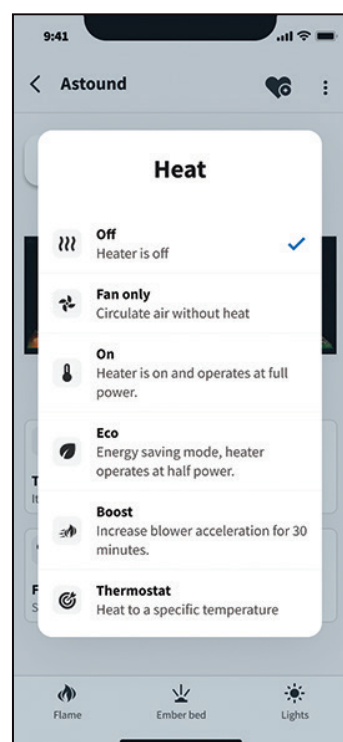 9:41
Astound
Heat
Off
Heater is off
Fan only
Circulate air without heat
On
Heater is on and operates at full
power.
Eco
Energy saving mode, heater
operates at half power.
Boost
Increase blower acceleration for 30
minutes.
Thermostat
Heat to a specific temperature
T
It
F
S
Flame
Ember bed
Lights